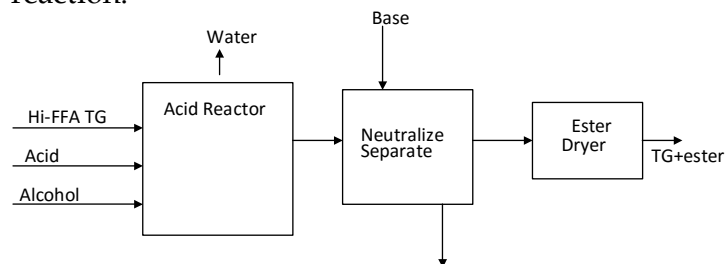 reaction.
Water
Base
Hi-FFA TG
Acid
Alcohol
Acid Reactor
Neutralize
Separate
Ester
Dryer
TG+ester